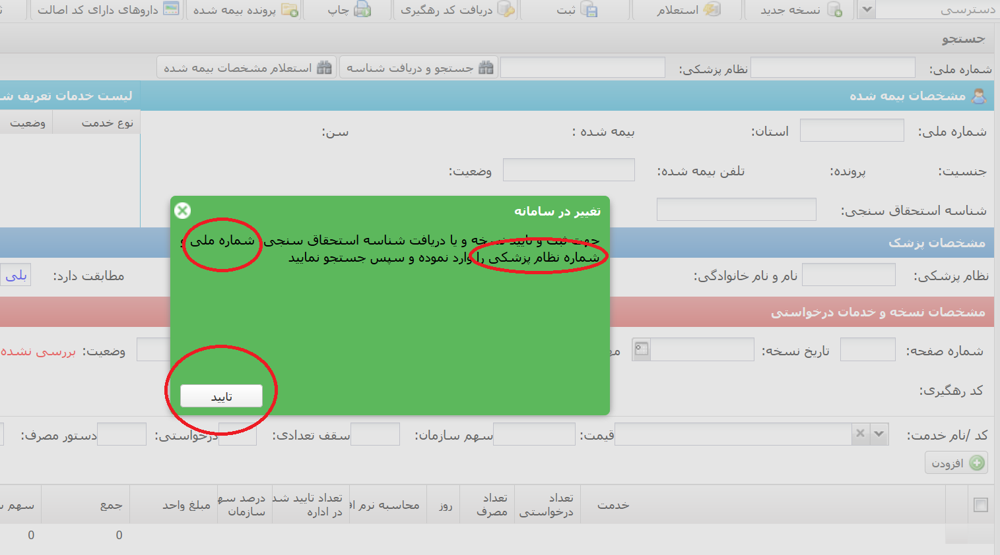 دسترسی
نسخه جدید
استعلام
ثبت
دریافت کد رهگیری
چاپ
پرونده بیمه شده
داروهای دارای کد اصالت
جستجو
شماره ملی:
نظام پزشکی:
جستجو و دریافت شناسه
استعلام مشخصات بیمه شده
مشخصات بیمه شده
لیست خدمات تعریف ش
نوع خدمت
وضعیت
شماره ملی:
استان:
بیمه شده :
سن:
جنسیت:
پرونده:
تلفن بیمه شده:
وضعیت:
شناسه استحقاق سنجی:
تغییر در سامانه
جهت ثبت و تایید نسخه و یا دریافت شناسه استحقاق سنجی شماره ملی و
شماره نظام پزشکی را وارد نموده و سپس جستجو نمایید
تایید
مشخصات پزشک
نظام پزشکی:
نام و نام خانوادگی:
مطابقت دارد:
بلی
مشخصات نسخه و خدمات درخواستی
شماره صفحه:
تاریخ نسخه:
وضعیت:
بررسی نشده
کد رهگیری:
کد /نام خدمت:
قیمت:
سهم سازمان:
سقف تعدادی:
درخواستی:
دستور مصرف:
افزودن
خدمت
تعداد درخواستی
تعداد مصرف
روز
محاسبه نرم اف
تعداد تایید شد در اداره
درصد سه سازمان
مبلغ واحد
جمع
سهم س
0
0